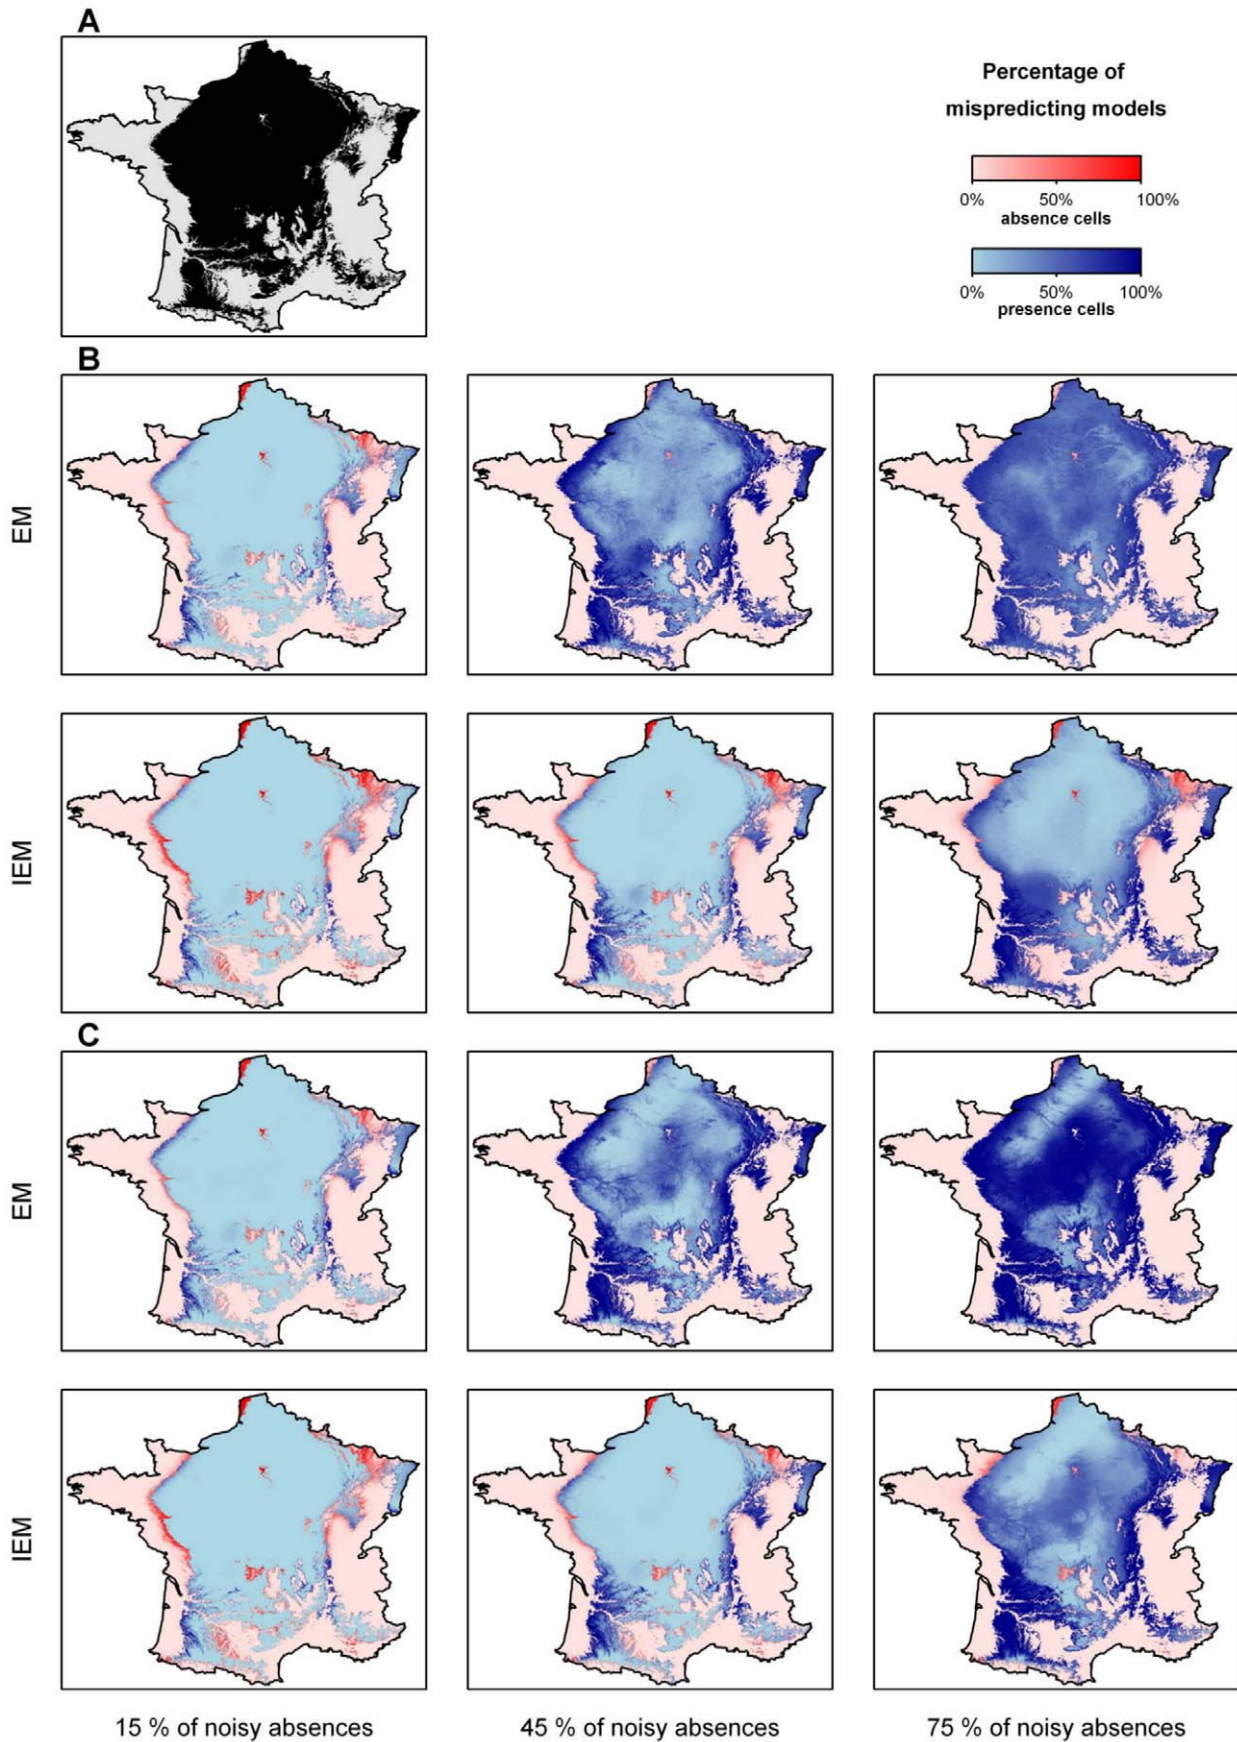 A
Percentage of
mispredicting models
0% 50% 100%
absence cells
0% 50% 100%
presence cells
B
EM
IEM
C
EM
IEM
15 % of noisy absences
45 % of noisy absences
75 % of noisy absences